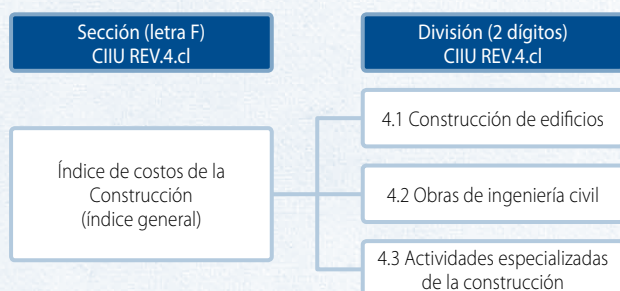 Sección (letra F)
CIIU REV.4.cl
División (2 dígitos)
CIIU REV.4.cl
Índice de costos de la
Construcción
(índice general)
4.1 Construcción de edificios
4.2 Obras de ingeniería civil
4.3 Actividades especializadas
de la construcción